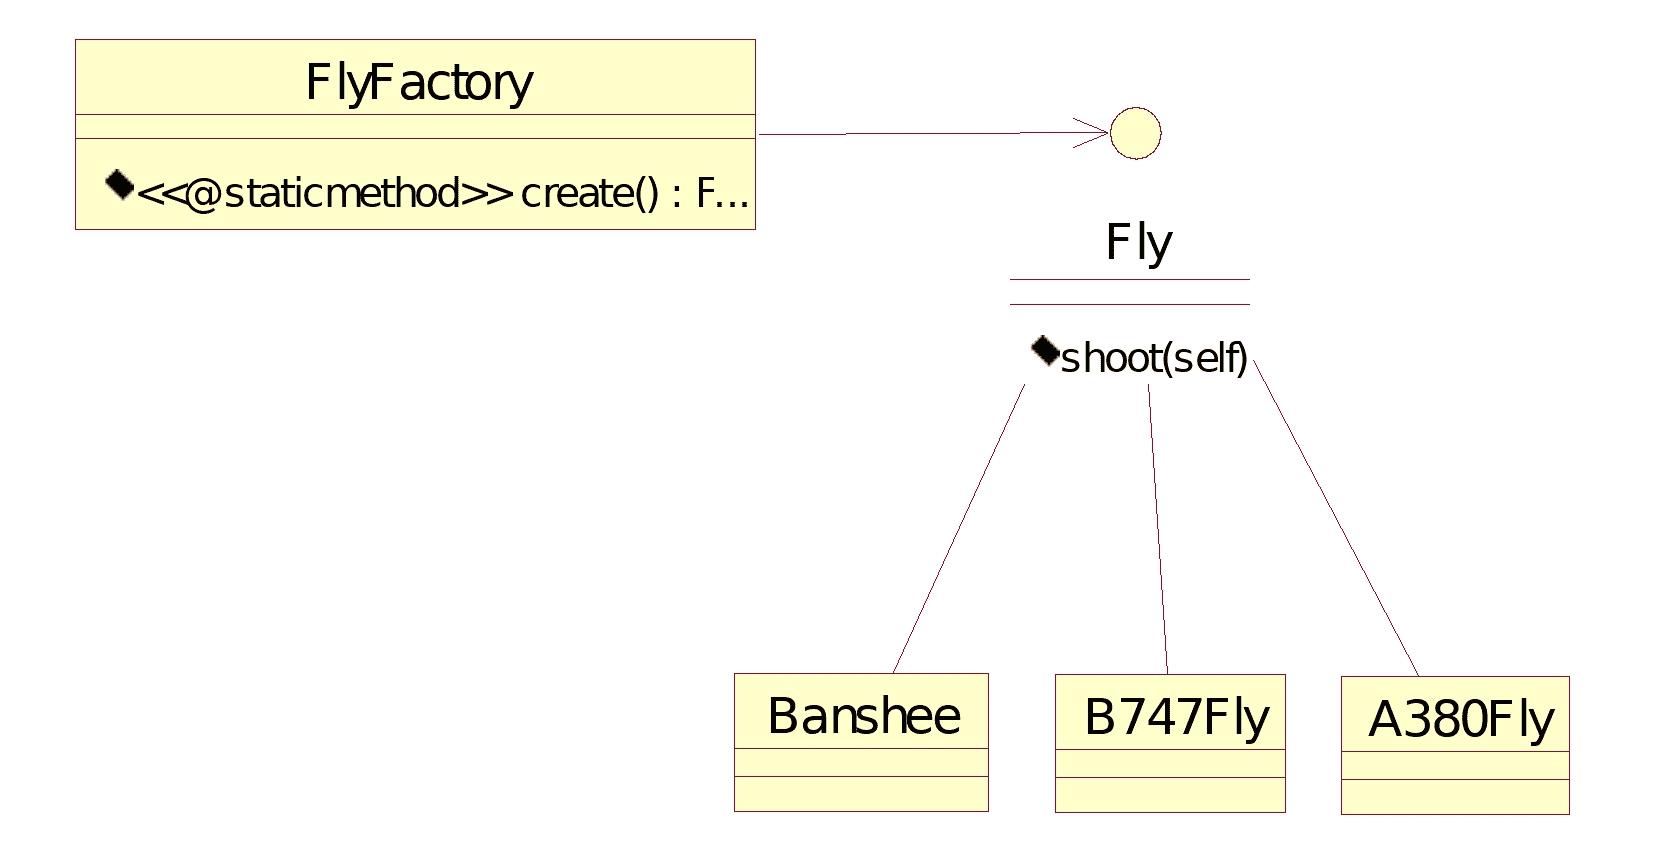 FlyFactory
<<@staticmethod>> create() : F...
Fly
shoot(self)
Banshee
B747Fly
A380Fly